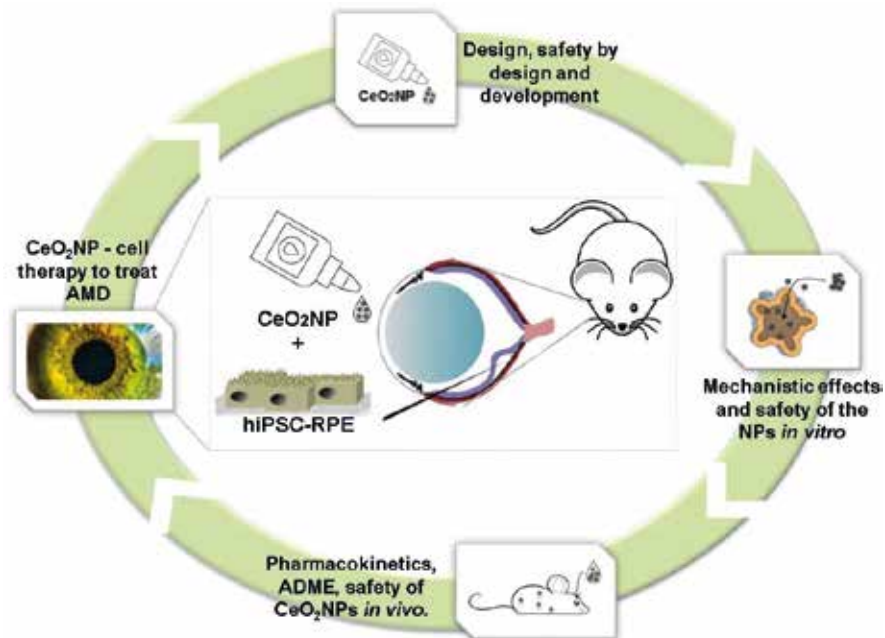 CeO₂NP
Design, safety by
design and
development
CeO₂NP - cell
therapy to treat
AMD
CeO₂NP
+
hiPSC-RPE
Mechanistic effects
and safety of the
NPs in vitro
Pharmacokinetics,
ADME, safety of
CeO₂NPs in vivo.